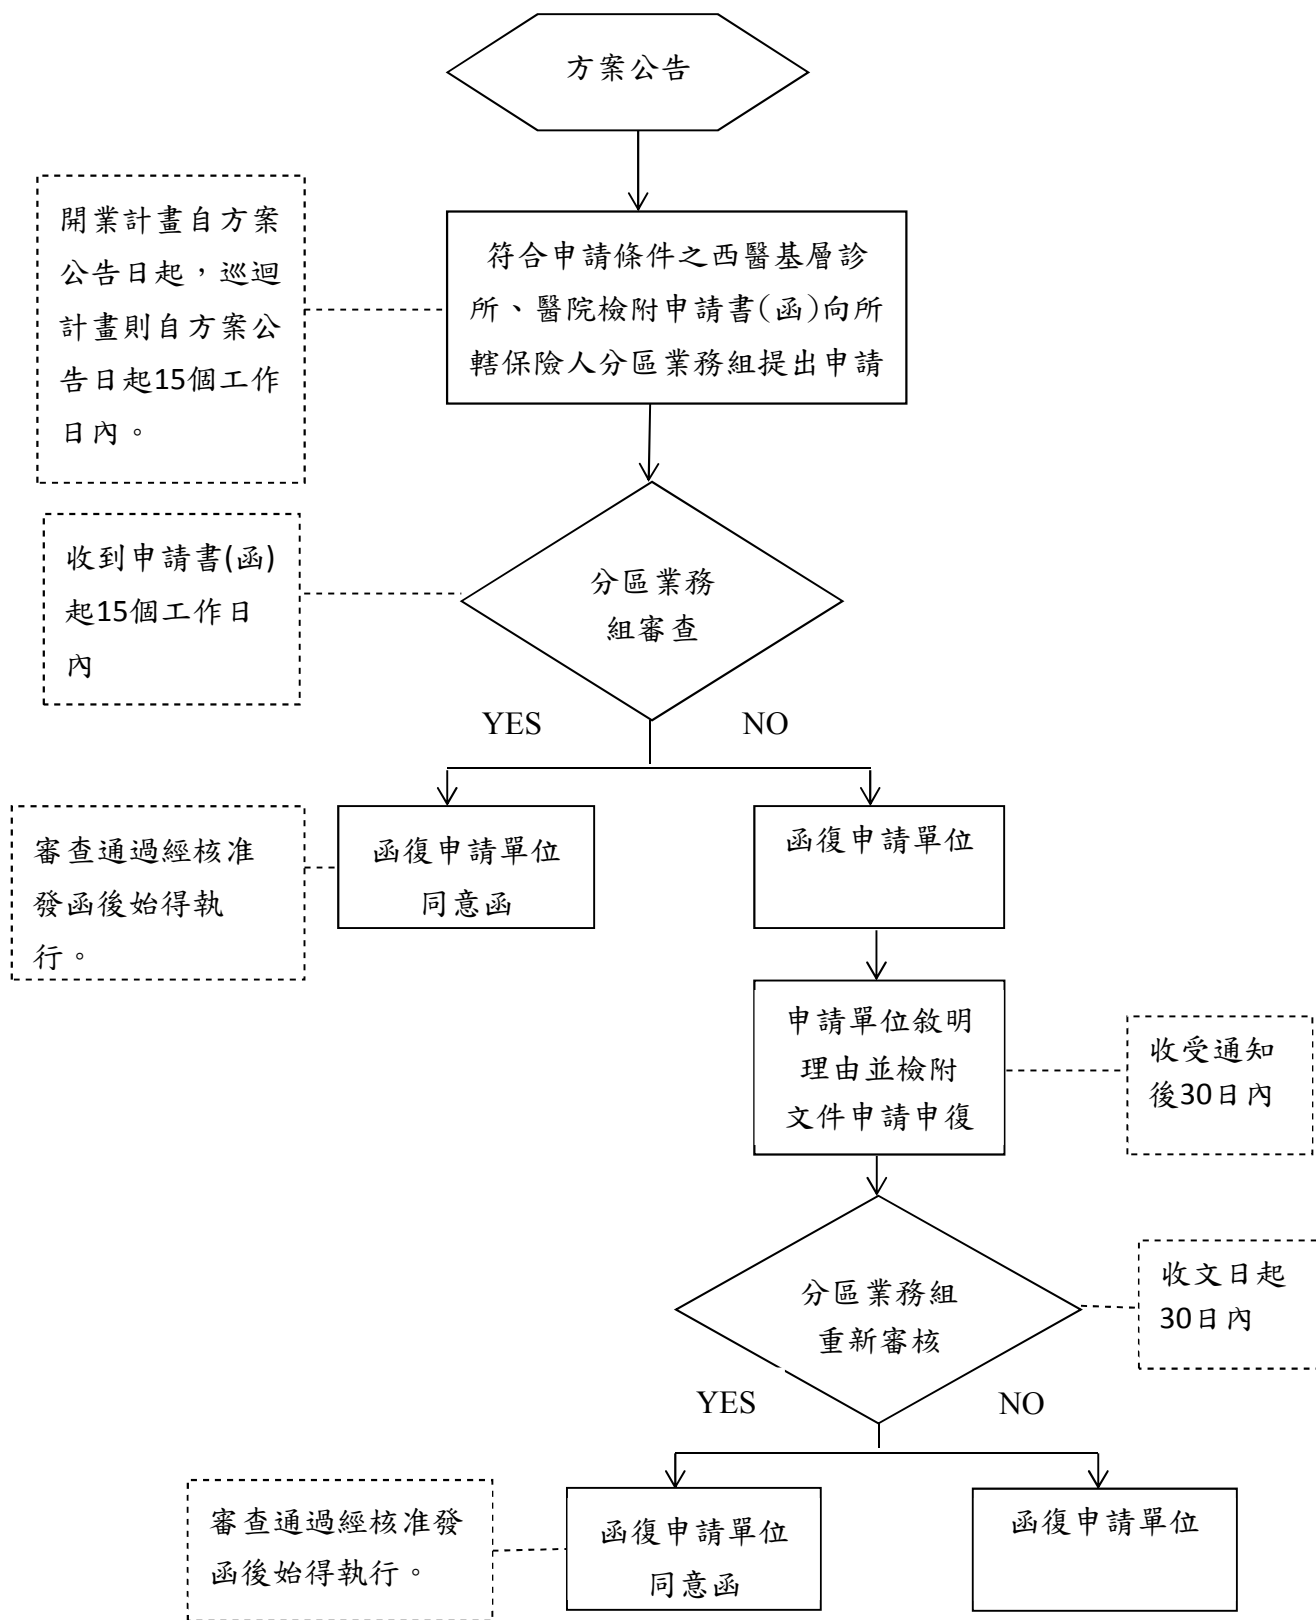 方案公告
開業計畫自方案
公告日起，巡迴
計畫則自方案公
告日起15個工作
日內。
符合申請條件之西醫基層診
所、醫院檢附申請書(函)向所
轄保險人分區業務組提出申請
收到申請書(函)
起15個工作日
內
分區業務
組審查
YES
NO
審查通過經核准
發函後始得執
行。
函復申請單位
同意函
函復申請單位
申請單位敘明
理由並檢附
文件申請申復
收受通知
後30日內
分區業務組
重新審核
收文日起
30日內
YES
NO
審查通過經核准發
函後始得執行。
函復申請單位
同意函
函復申請單位